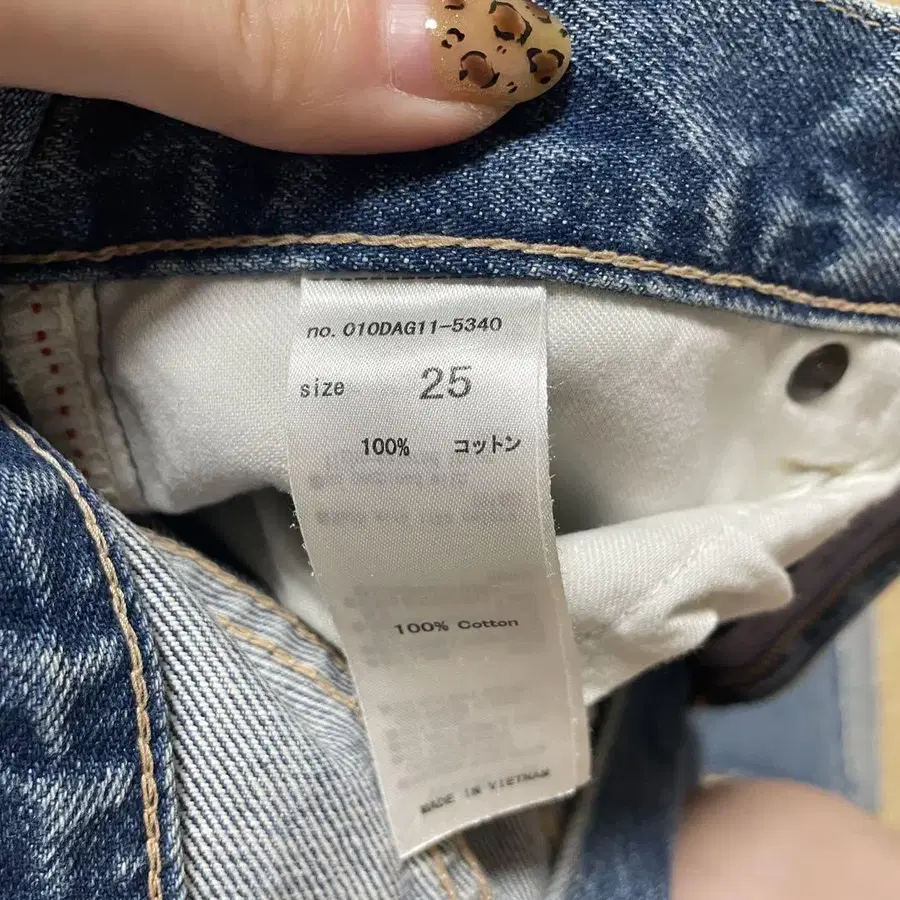 no. 010DAG11-5340
size 25
100% コットン
100% Cotton
MADE IN VIETNAM